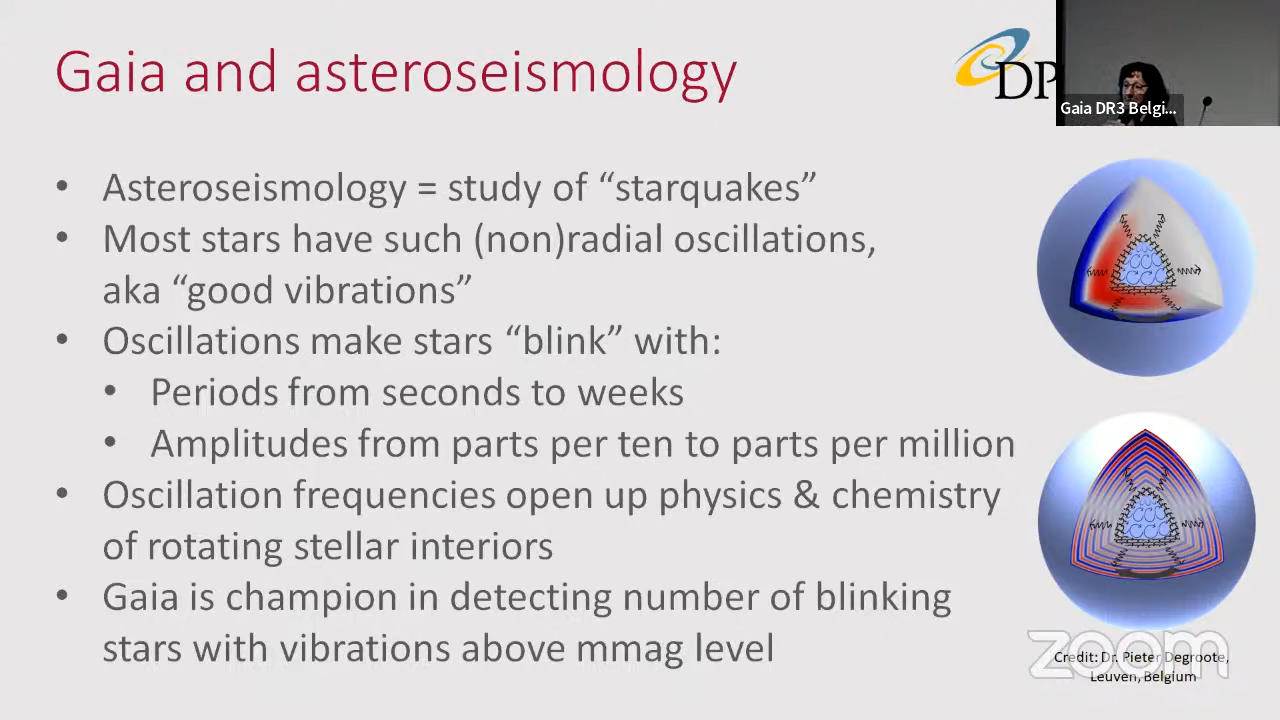 Gaia and asteroseismology
DP
Gaia DR3 Belgi...
• Asteroseismology = study of “starquakes”
• Most stars have such (non)radial oscillations,
aka “good vibrations”
• Oscillations make stars “blink” with:
• Periods from seconds to weeks
• Amplitudes from parts per ten to parts per million
• Oscillation frequencies open up physics & chemistry
of rotating stellar interiors
• Gaia is champion in detecting number of blinking
stars with vibrations above mmag level
zoom
Credit: Dr. Pieter Degroote,
Leuven, Belgium